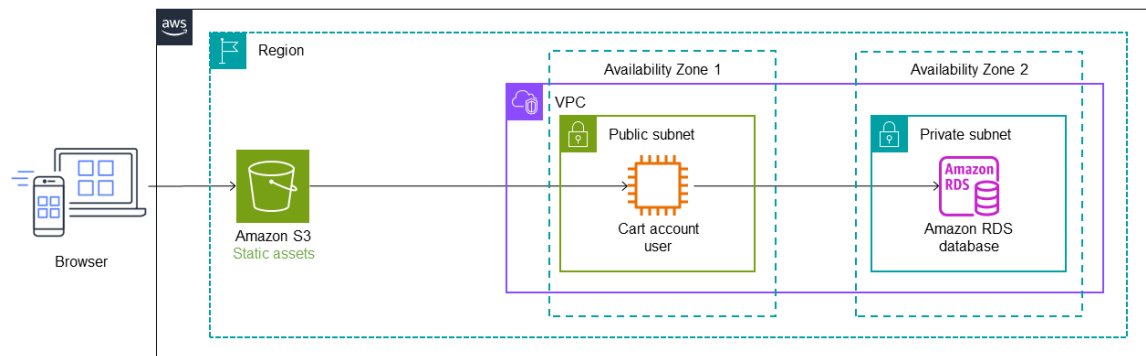 aws
Region
Availability Zone 1
Availability Zone 2
VPC
Public subnet
Private subnet
Amazon
RDS
Amazon S3
Static assets
Cart account
user
Amazon RDS
database
Browser